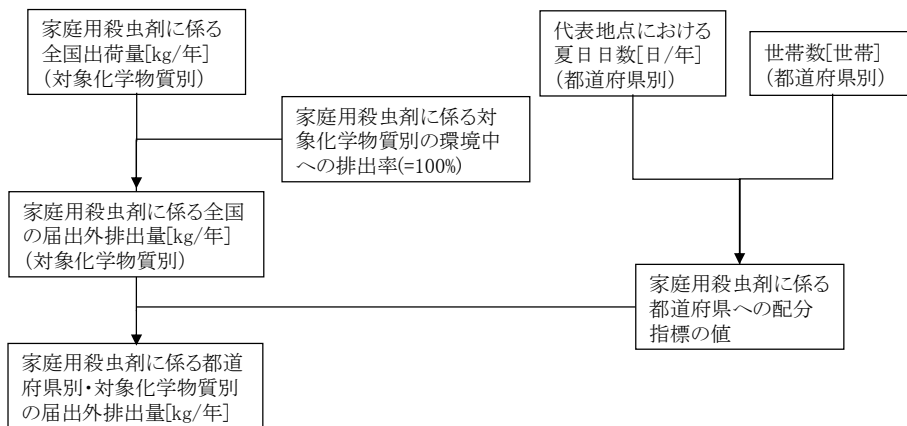 家庭用殺虫剤に係る
全国出荷量[kg/年]
(対象化学物質別)
代表地点における
夏日日数[日/年]
(都道府県別)
世帯数[世帯]
(都道府県別)
家庭用殺虫剤に係る対
象化学物質別の環境中
への排出率(=100%)
家庭用殺虫剤に係る全国
の届出外排出量[kg/年]
(対象化学物質別)
家庭用殺虫剤に係る
都道府県への配分
指標の値
家庭用殺虫剤に係る都道
府県別・対象化学物質別
の届出外排出量[kg/年]